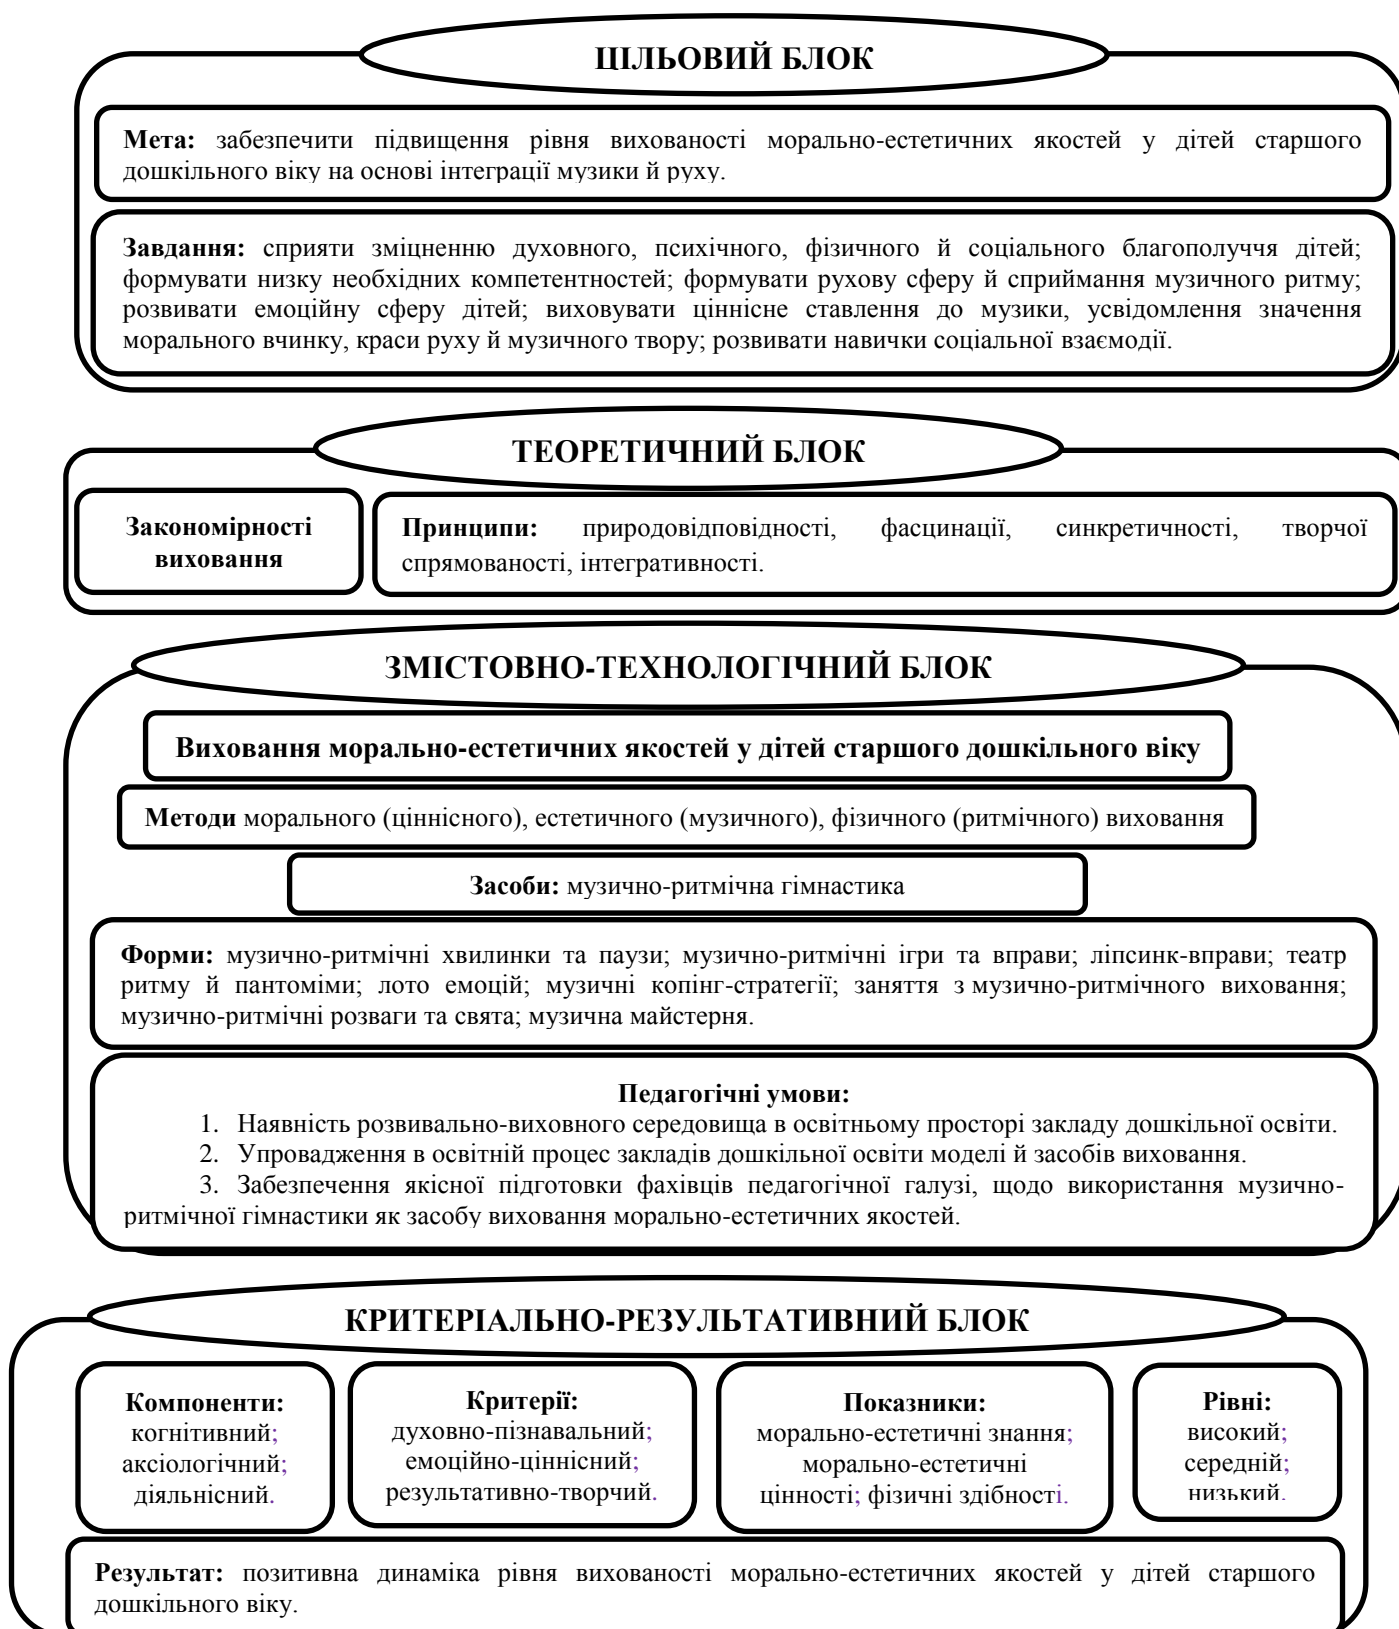 ЦІЛЬОВИЙ БЛОК
Мета: забезпечити підвищення рівня вихованості морально-естетичних якостей у дітей старшого
дошкільного віку на основі інтеграції музики й руху.
Завдання: сприяти зміцненню духовного, психічного, фізичного й соціального благополуччя дітей;
формувати низку необхідних компетентностей; формувати рухову сферу й сприймання музичного ритму;
розвивати емоційну сферу дітей; виховувати ціннісне ставлення до музики, усвідомлення значення
морального вчинку, краси руху й музичного твору; розвивати навички соціальної взаємодії.
ТЕОРЕТИЧНИЙ БЛОК
Закономірності
виховання
Принципи: природовідповідності, фасцинації, синкретичності, творчої
спрямованості, інтегративності.
ЗМІСТОВНО-ТЕХНОЛОГІЧНИЙ БЛОК
Виховання морально-естетичних якостей у дітей старшого дошкільного віку
Методи морального (ціннісного), естетичного (музичного), фізичного (ритмічного) виховання
Засоби: музично-ритмічна гімнастика
Форми: музично-ритмічні хвилинки та паузи; музично-ритмічні ігри та вправи; ліпсинк-вправи; театр
ритму й пантоміми; лото емоцій; музичні копінг-стратегії; заняття з музично-ритмічного виховання;
музично-ритмічні розваги та свята; музична майстерня.
Педагогічні умови:
1. Наявність розвивально-виховного середовища в освітньому просторі закладу дошкільної освіти.
2. Упровадження в освітній процес закладів дошкільної освіти моделі й засобів виховання.
3. Забезпечення якісної підготовки фахівців педагогічної галузі, щодо використання музично-
ритмічної гімнастики як засобу виховання морально-естетичних якостей.
КРИТЕРІАЛЬНО-РЕЗУЛЬТАТИВНИЙ БЛОК
Компоненти:
когнітивний;
аксіологічний;
діяльнісний.
Критерії:
духовно-пізнавальний;
емоційно-ціннісний;
результативно-творчий.
Показники:
морально-естетичні знання;
морально-естетичні
цінності; фізичні здібності.
Рівні:
високий;
середній;
низький.
Результат: позитивна динаміка рівня вихованості морально-естетичних якостей у дітей старшого
дошкільного віку.